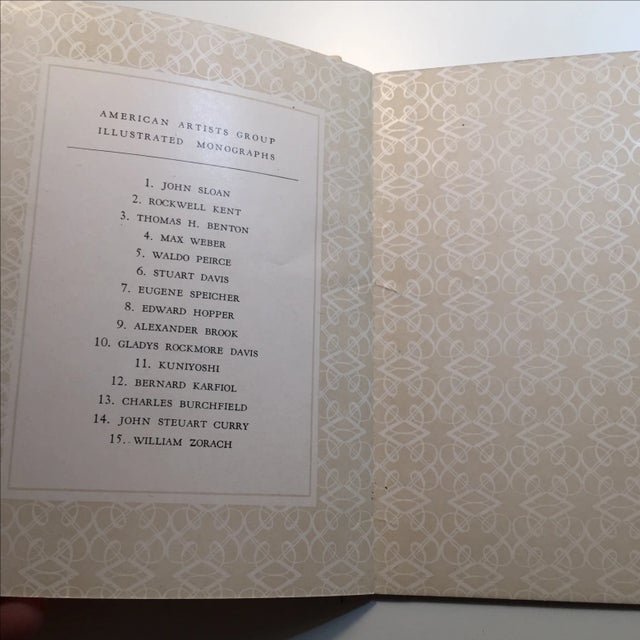 AMERICAN ARTISTS GROUP
ILLUSTRATED MONOGRAPHS
1. JOHN SLOAN
2. ROCKWELL KENT
3. THOMAS H. BENTON
4. MAX WEBER
5. WALDO PEIRCE
6. STUART DAVIS
7. EUGENE SPEICHER
8. EDWARD HOPPER
9. ALEXANDER BROOK
10. GLADYS ROCKMORE DAVIS
11. KUNIYOSHI
12. BERNARD KARFIOL
13. CHARLES BURCHFIELD
14. JOHN STEUART CURRY
15. WILLIAM ZORACH